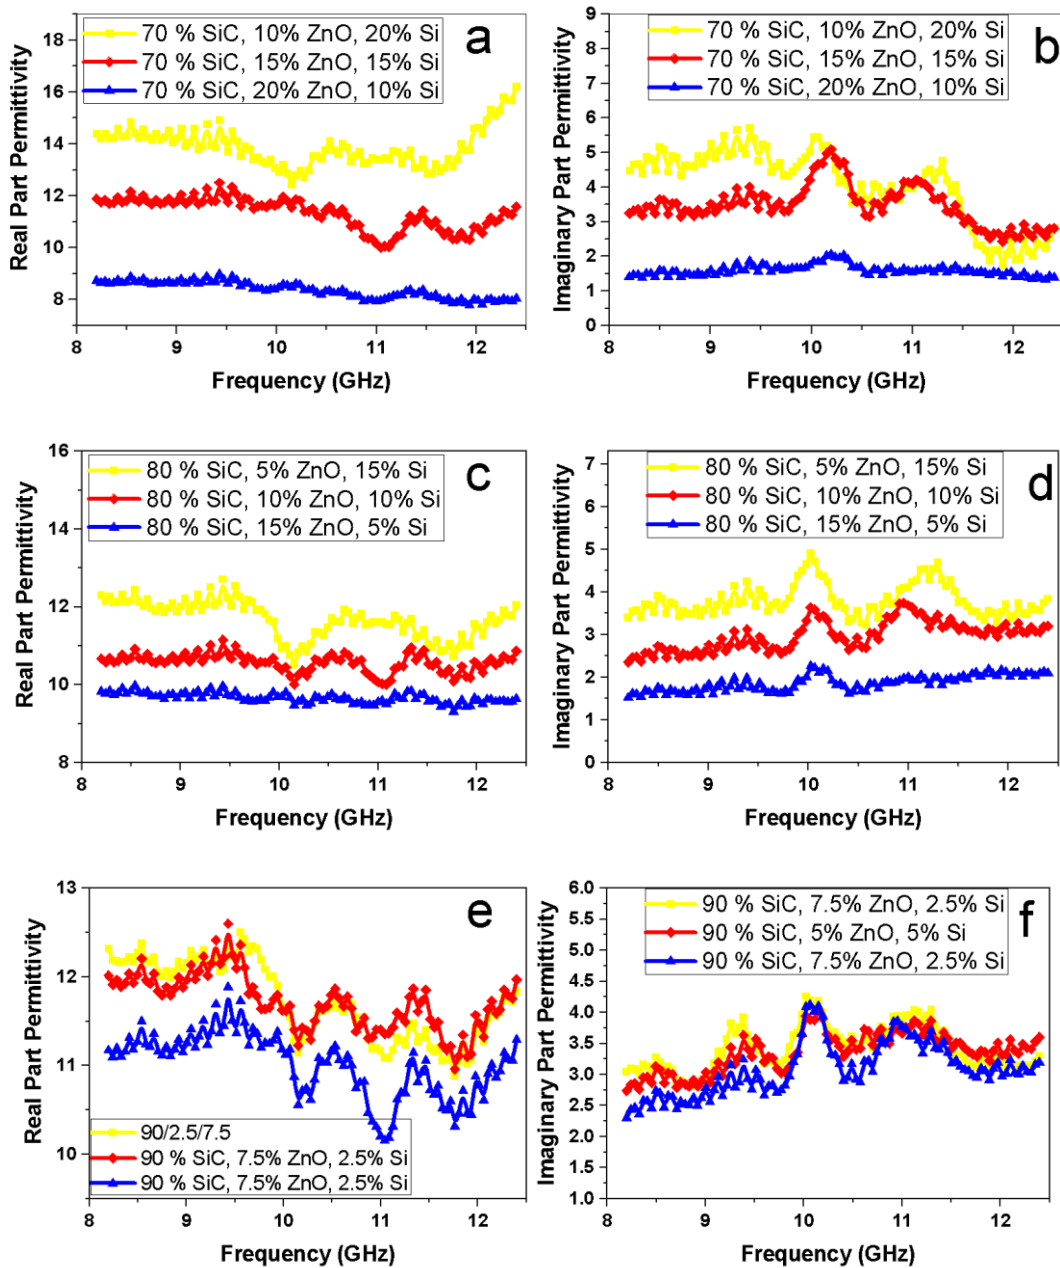 a
70 % SiC, 10% ZnO, 20% Si
70 % SiC, 15% ZnO, 15% Si
70 % SiC, 20% ZnO, 10% Si
Real Part Permittivity
18
16
14
12
10
8
8 9 10 11 12
Frequency (GHz)
b
70 % SiC, 10% ZnO, 20% Si
70 % SiC, 15% ZnO, 15% Si
70 % SiC, 20% ZnO, 10% Si
Imaginary Part Permittivity
9
8
7
6
5
4
3
2
1
0
8 9 10 11 12
Frequency (GHz)
c
80 % SiC, 5% ZnO, 15% Si
80 % SiC, 10% ZnO, 10% Si
80 % SiC, 15% ZnO, 5% Si
Real Part Permittivity
16
14
12
10
8
8 9 10 11 12
Frequency (GHz)
d
80 % SiC, 5% ZnO, 15% Si
80 % SiC, 10% ZnO, 10% Si
80 % SiC, 15% ZnO, 5% Si
Imaginary Part Permittivity
7
6
5
4
3
2
1
0
8 9 10 11 12
Frequency (GHz)
e
Real Part Permittivity
13
12
11
10
90/2.5/7.5
90 % SiC, 7.5% ZnO, 2.5% Si
90 % SiC, 7.5% ZnO, 2.5% Si
8 9 10 11 12
Frequency (GHz)
f
90 % SiC, 7.5% ZnO, 2.5% Si
90 % SiC, 5% ZnO, 5% Si
90 % SiC, 7.5% ZnO, 2.5% Si
Imaginary Part Permittivity
6.0
5.5
5.0
4.5
4.0
3.5
3.0
2.5
2.0
1.5
1.0
8 9 10 11 12
Frequency (GHz)